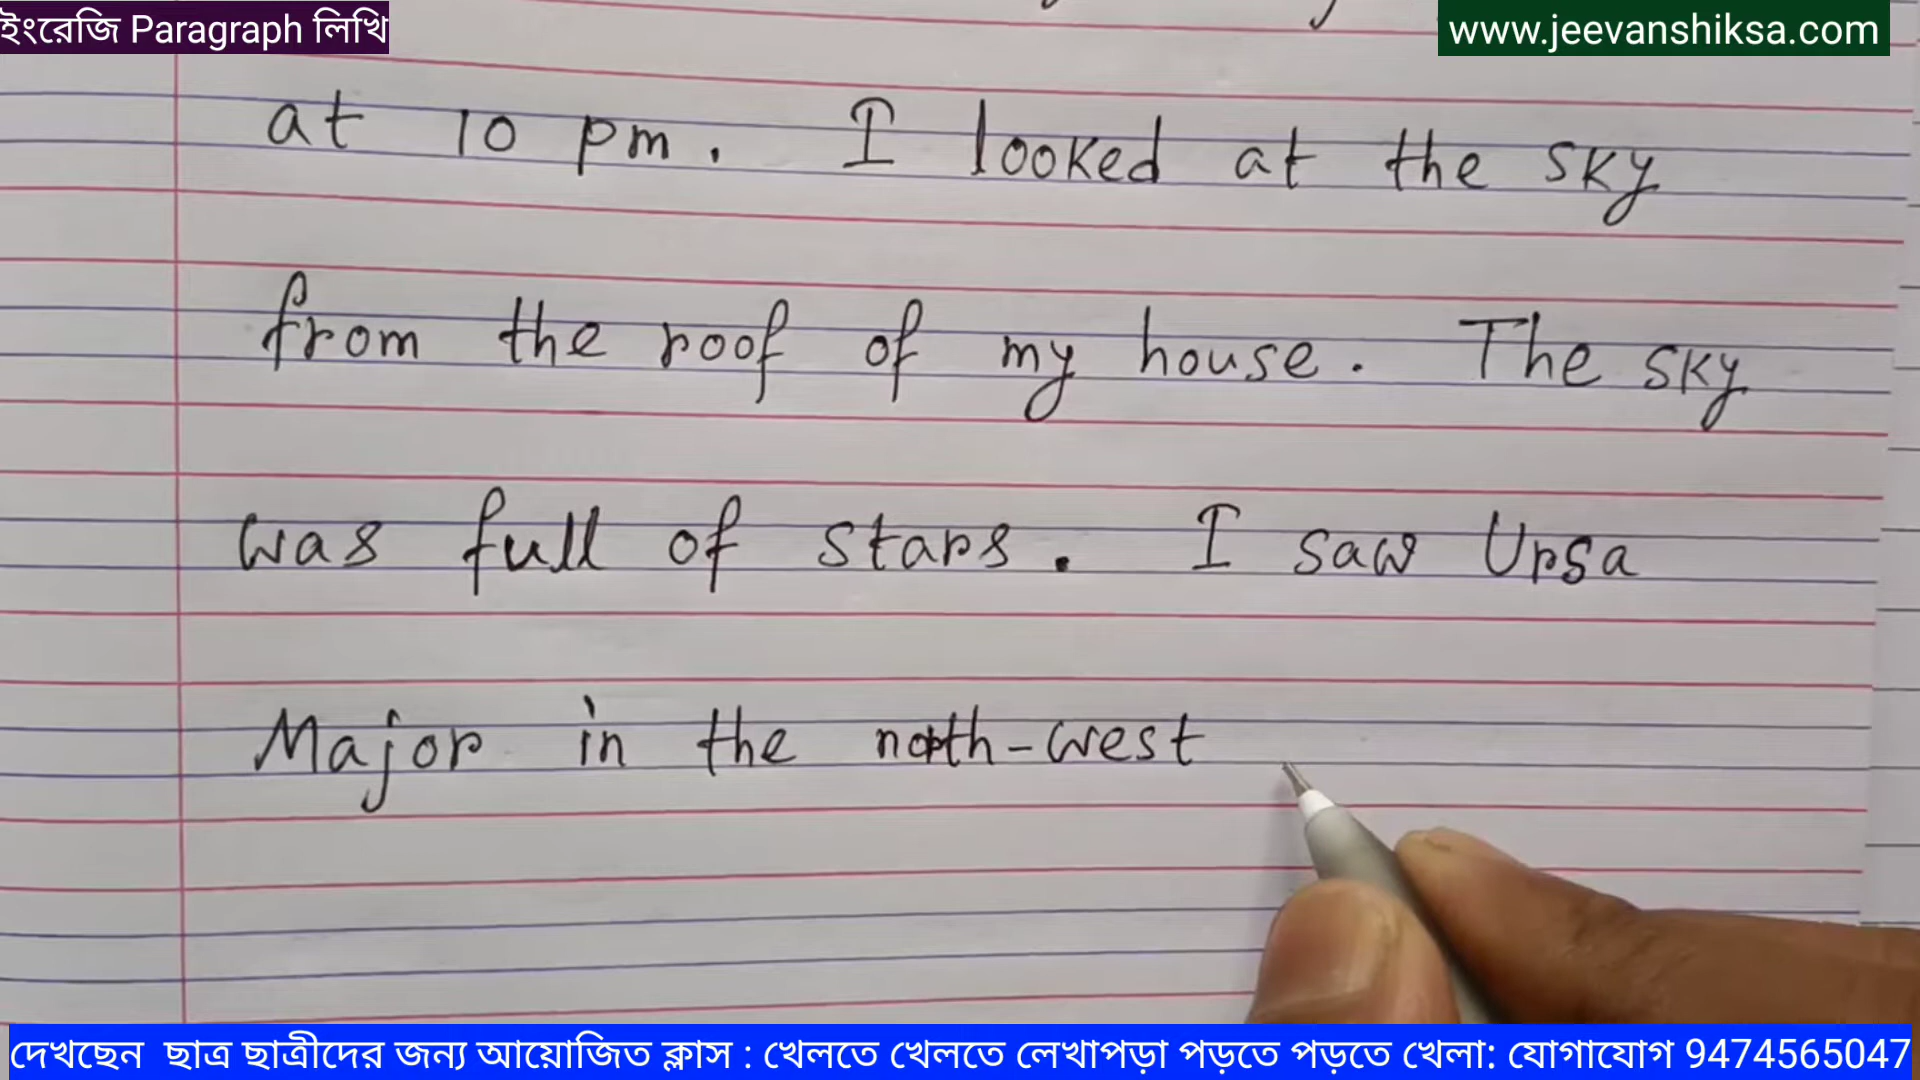 ইংরেজি Paragraph লিখি
www.jeevanshiksa.com
at 10 pm. I looked at the sky
from the roof of my house. The sky
was full of stars. I saw Ursa
Major in the north-west
দেখছেন ছাত্র ছাত্রীদের জন্য আয়োজিত ক্লাস : খেলতে খেলতে লেখাপড়া পড়তে পড়তে খেলা: যোগাযোগ 9474565047